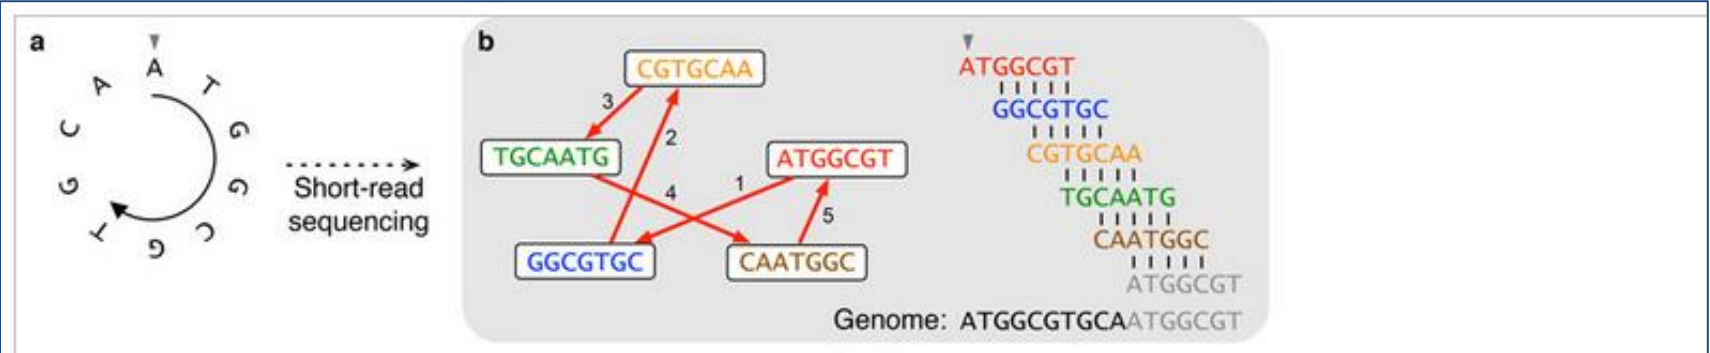 a
A
T
G
G
C
G
T
G
C
A
Short-read
sequencing
b
CGTGCAA
3
2
TGCAATG
ATGGCGT
1
4
5
GGCGTGC
CAATGGC
ATGGCGT
GGCGTGC
CGTGCAA
TGCAATG
CAATGGC
ATGGCGT
Genome: ATGGCGTGCAATGGCGT